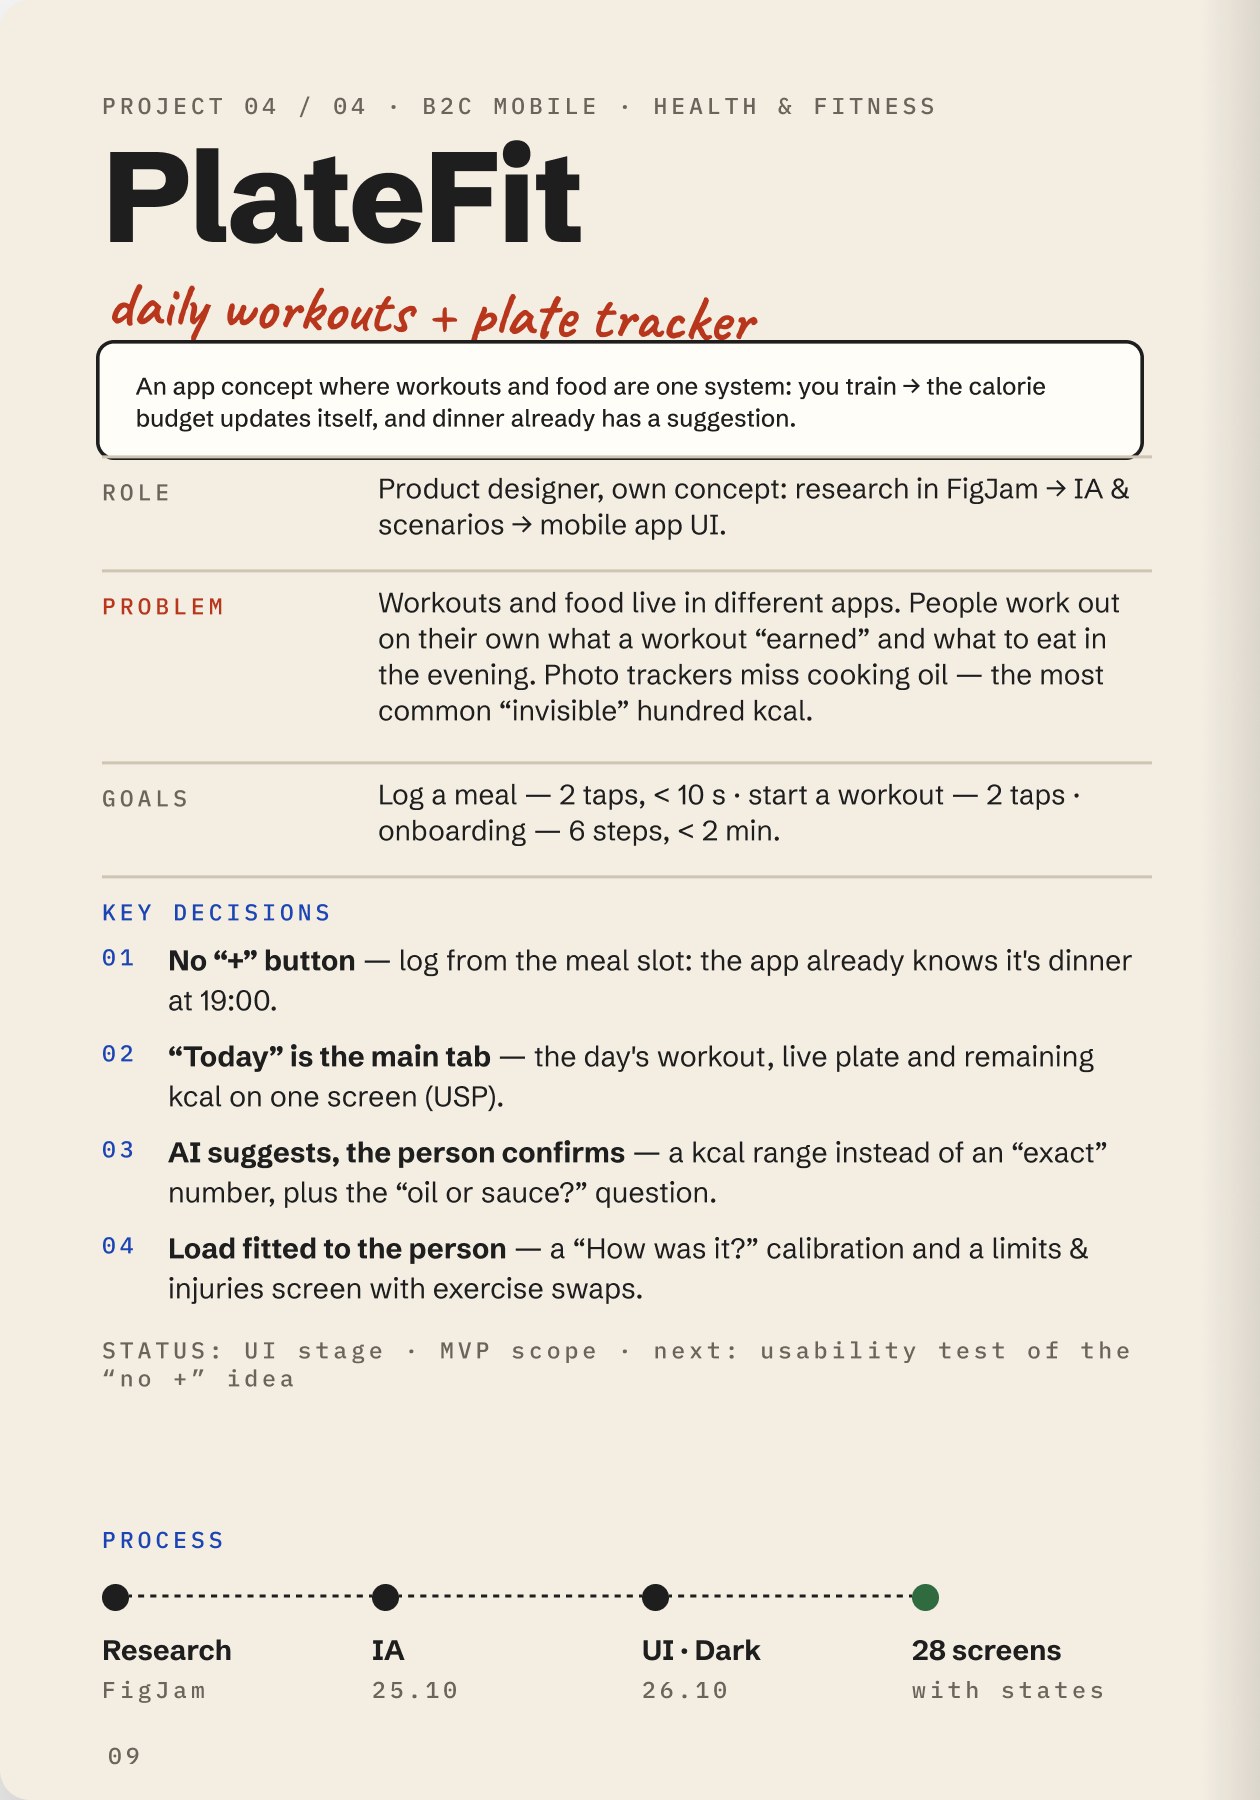 PROJECT 04 / 04 · B2C MOBILE · HEALTH & FITNESS
PlateFit
daily workouts + plate tracker
An app concept where workouts and food are one system: you train → the calorie
budget updates itself, and dinner already has a suggestion.
ROLE
Product designer, own concept: research in FigJam → IA &
scenarios → mobile app UI.
PROBLEM
Workouts and food live in different apps. People work out
on their own what a workout “earned” and what to eat in
the evening. Photo trackers miss cooking oil — the most
common “invisible” hundred kcal.
GOALS
Log a meal — 2 taps, < 10 s · start a workout — 2 taps ·
onboarding — 6 steps, < 2 min.
KEY DECISIONS
01 No “+” button — log from the meal slot: the app already knows it's dinner
at 19:00.
02 “Today” is the main tab — the day's workout, live plate and remaining
kcal on one screen (USP).
03 AI suggests, the person confirms — a kcal range instead of an “exact”
number, plus the “oil or sauce?” question.
04 Load fitted to the person — a “How was it?” calibration and a limits &
injuries screen with exercise swaps.
STATUS: UI stage · MVP scope · next: usability test of the
“no +” idea
PROCESS
Research IA UI · Dark 28 screens
FigJam 25.10 26.10 with states
09